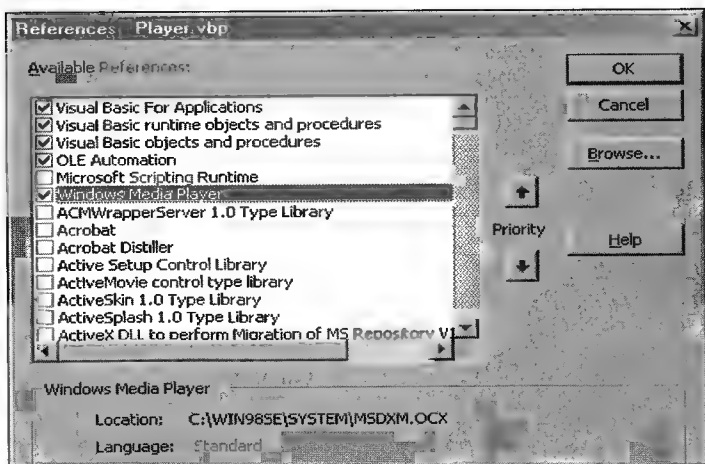 References Player.vbp
Available References:
OK
Visual Basic For Applications
Cancel
Visual Basic runtime objects and procedures
Visual Basic objects and procedures
OLE Automation
Browse...
Microsoft Scripting Runtime
Windows Media Player
ACMWrapperServer 1.0 Type Library
Acrobat
Priority
Help
Acrobat Distiller
Active Setup Control Library
ActiveMovie control type library
ActiveSkin 1.0 Type Library
ActiveSplash 1.0 Type Library
ActiveX DLL to perform Migration of MS Repository V1
Windows Media Player
Location: C:\WIN98SE\SYSTEM\MSDXM.OCX
Language: Standard